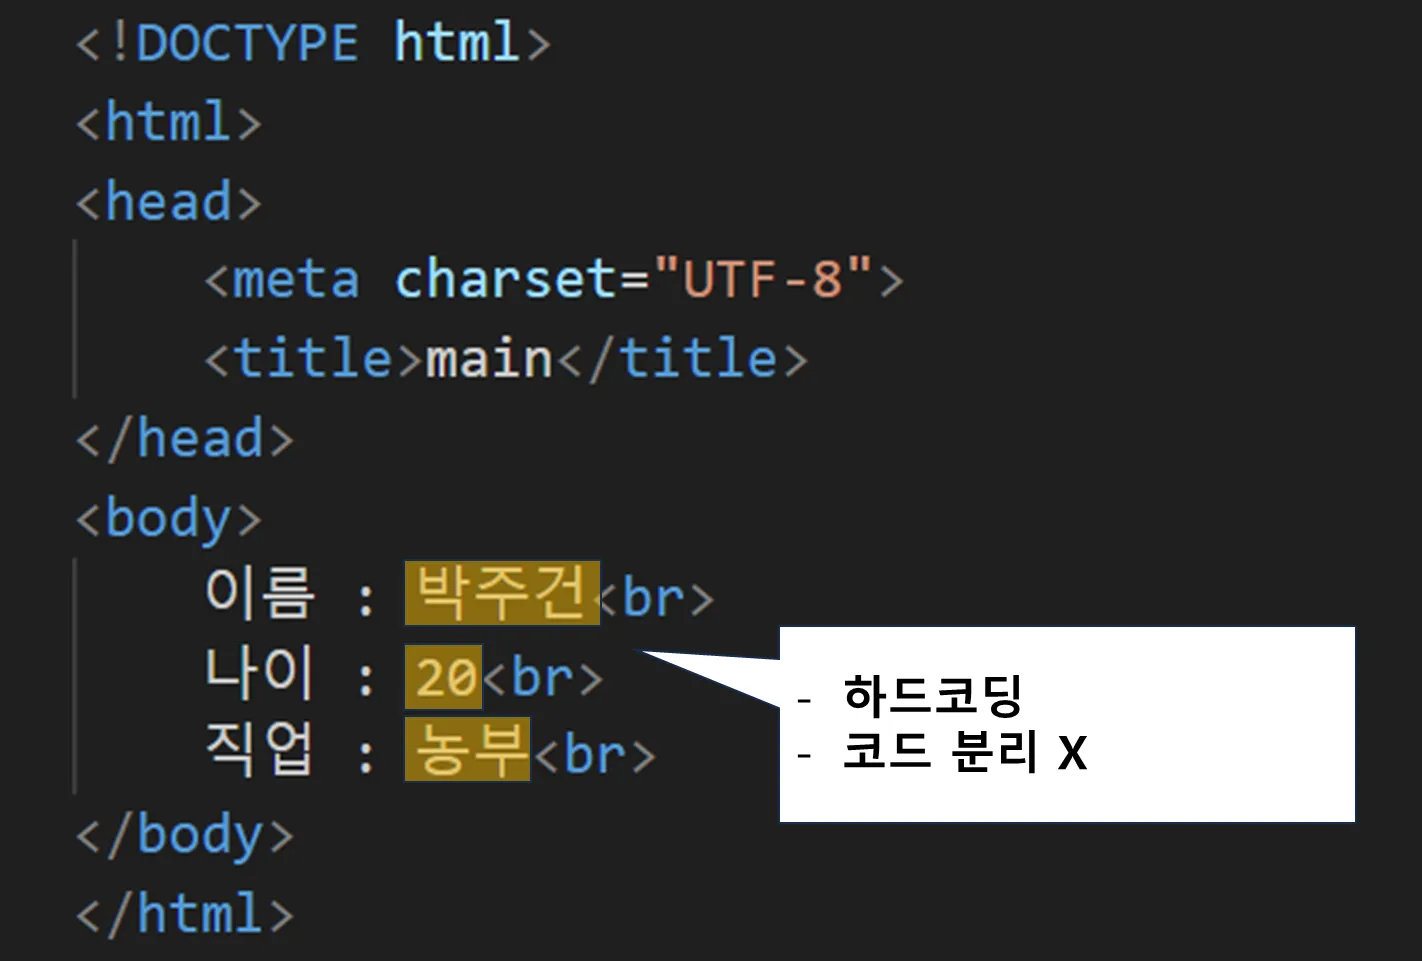 <!DOCTYPE html>
<html>
<head>
<meta charset="UTF-8">
<title>main</title>
</head>
<body>
이름 : 박주건<br>
나이 : 20<br>
직업 : 농부<br>
- 하드코딩
- 코드 분리 X
</body>
</html>